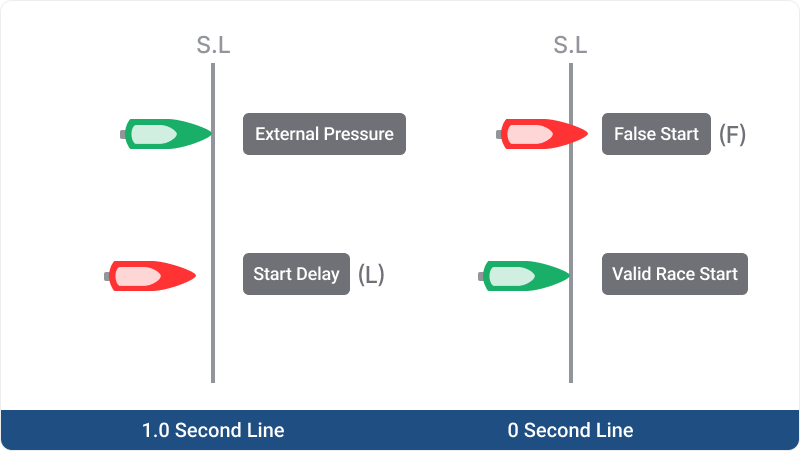 S.L
S.L
External Pressure
False Start (F)
Start Delay (L)
Valid Race Start
1.0 Second Line
0 Second Line